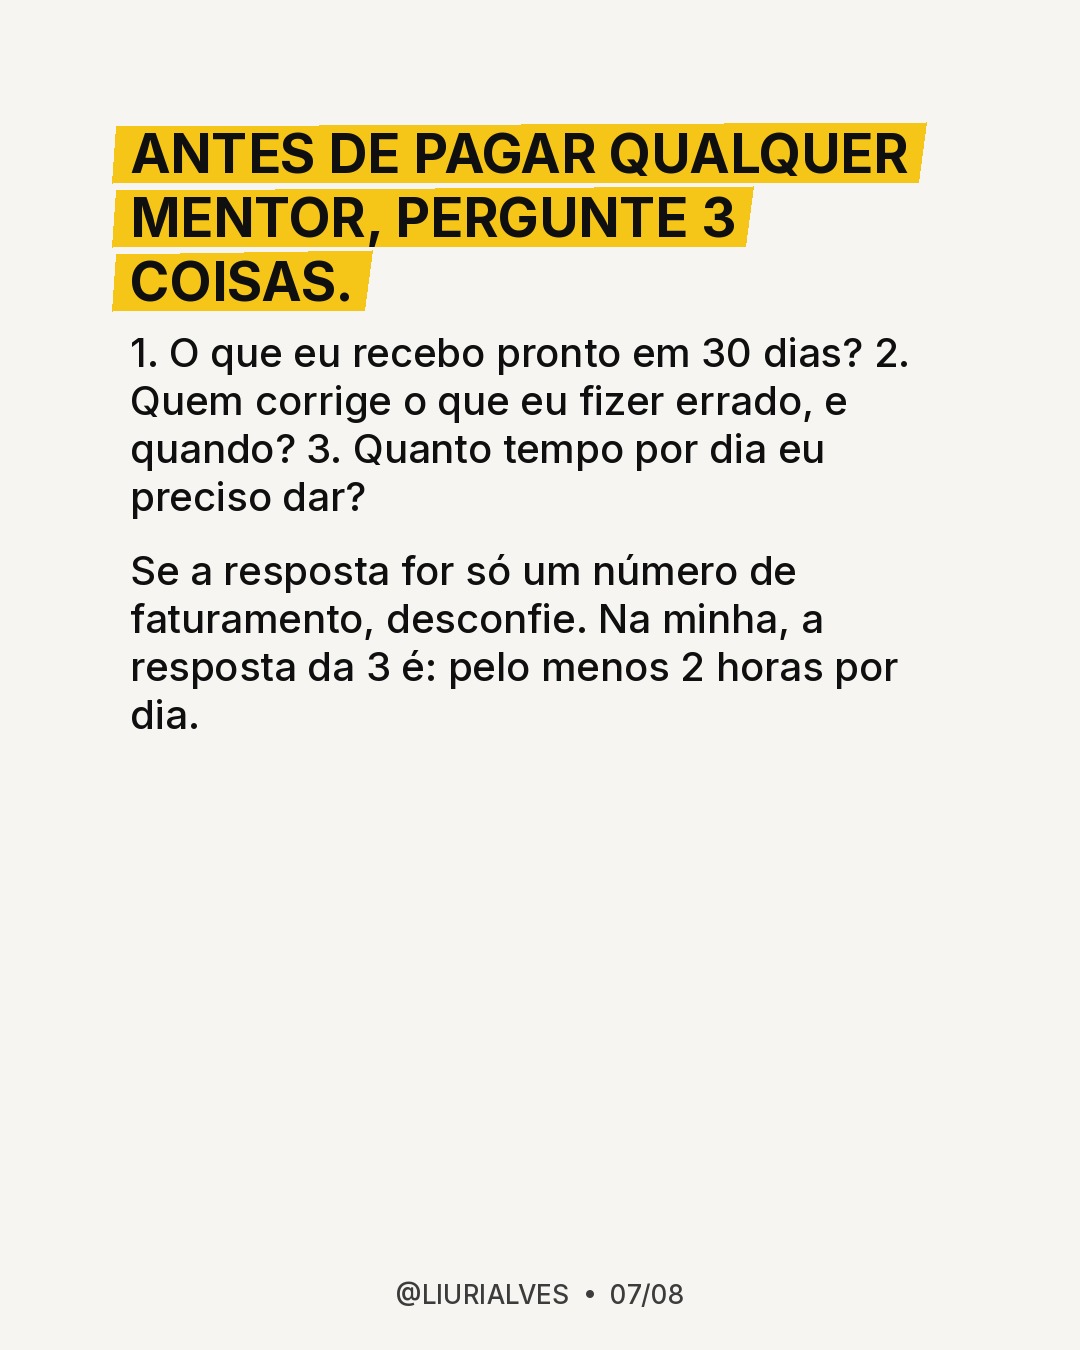 ANTES DE PAGAR QUALQUER
MENTOR, PERGUNTE 3
COISAS.
1. O que eu recebo pronto em 30 dias? 2.
Quem corrige o que eu fizer errado, e
quando? 3. Quanto tempo por dia eu
preciso dar?
Se a resposta for só um número de
faturamento, desconfie. Na minha, a
resposta da 3 é: pelo menos 2 horas por
dia.
@LIURIALVES • 07/08